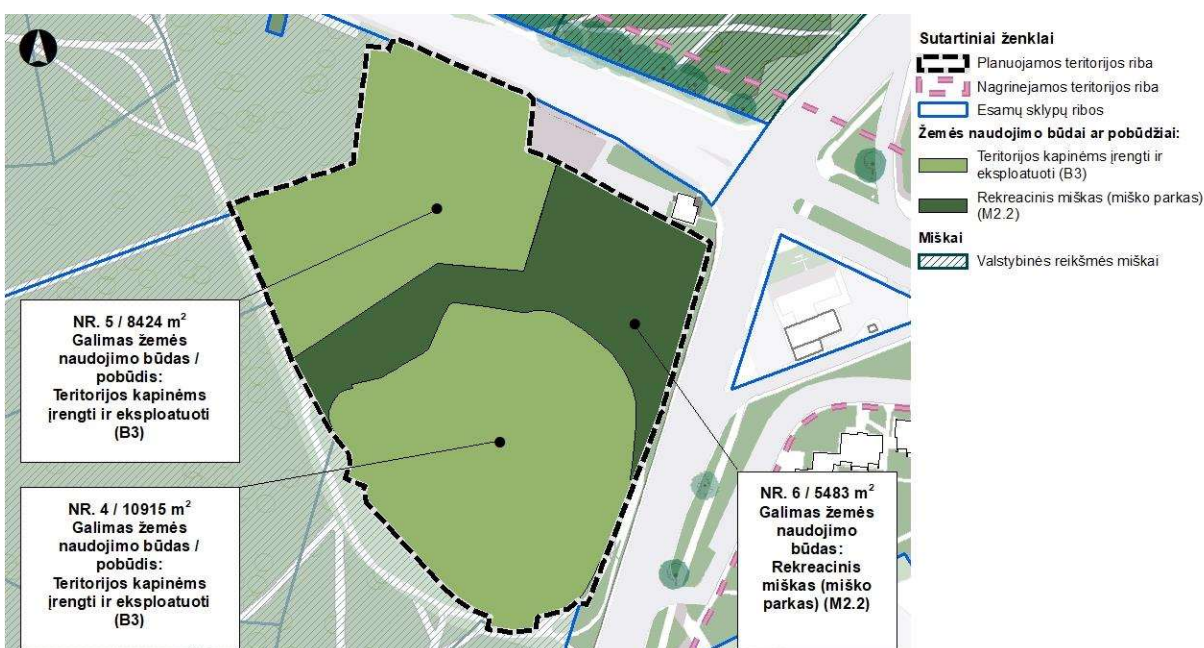 Sutartiniai ženklai
Planuojamos teritorijos riba
Nagrinejamos teritorijos riba
Esamų sklypų ribos
Žemės naudojimo būdai ar pobūdžiai:
Teritorijos kapinėms įrengti ir
eksploatuoti (B3)
Rekreacinis miškas (miško parkas)
(M2.2)
Miškai
Valstybinės reikšmės miškai
NR. 5 / 8424 m²
Galimas žemės
naudojimo būdas /
pobūdis:
Teritorijos kapinėms
įrengti ir eksploatuoti
(B3)
NR. 4 / 10915 m²
Galimas žemės
naudojimo būdas /
pobūdis:
Teritorijos kapinėms
įrengti ir eksploatuoti
(B3)
NR. 6 / 5483 m²
Galimas žemės
naudojimo
būdas:
Rekreacinis
miškas (miško
parkas) (M2.2)